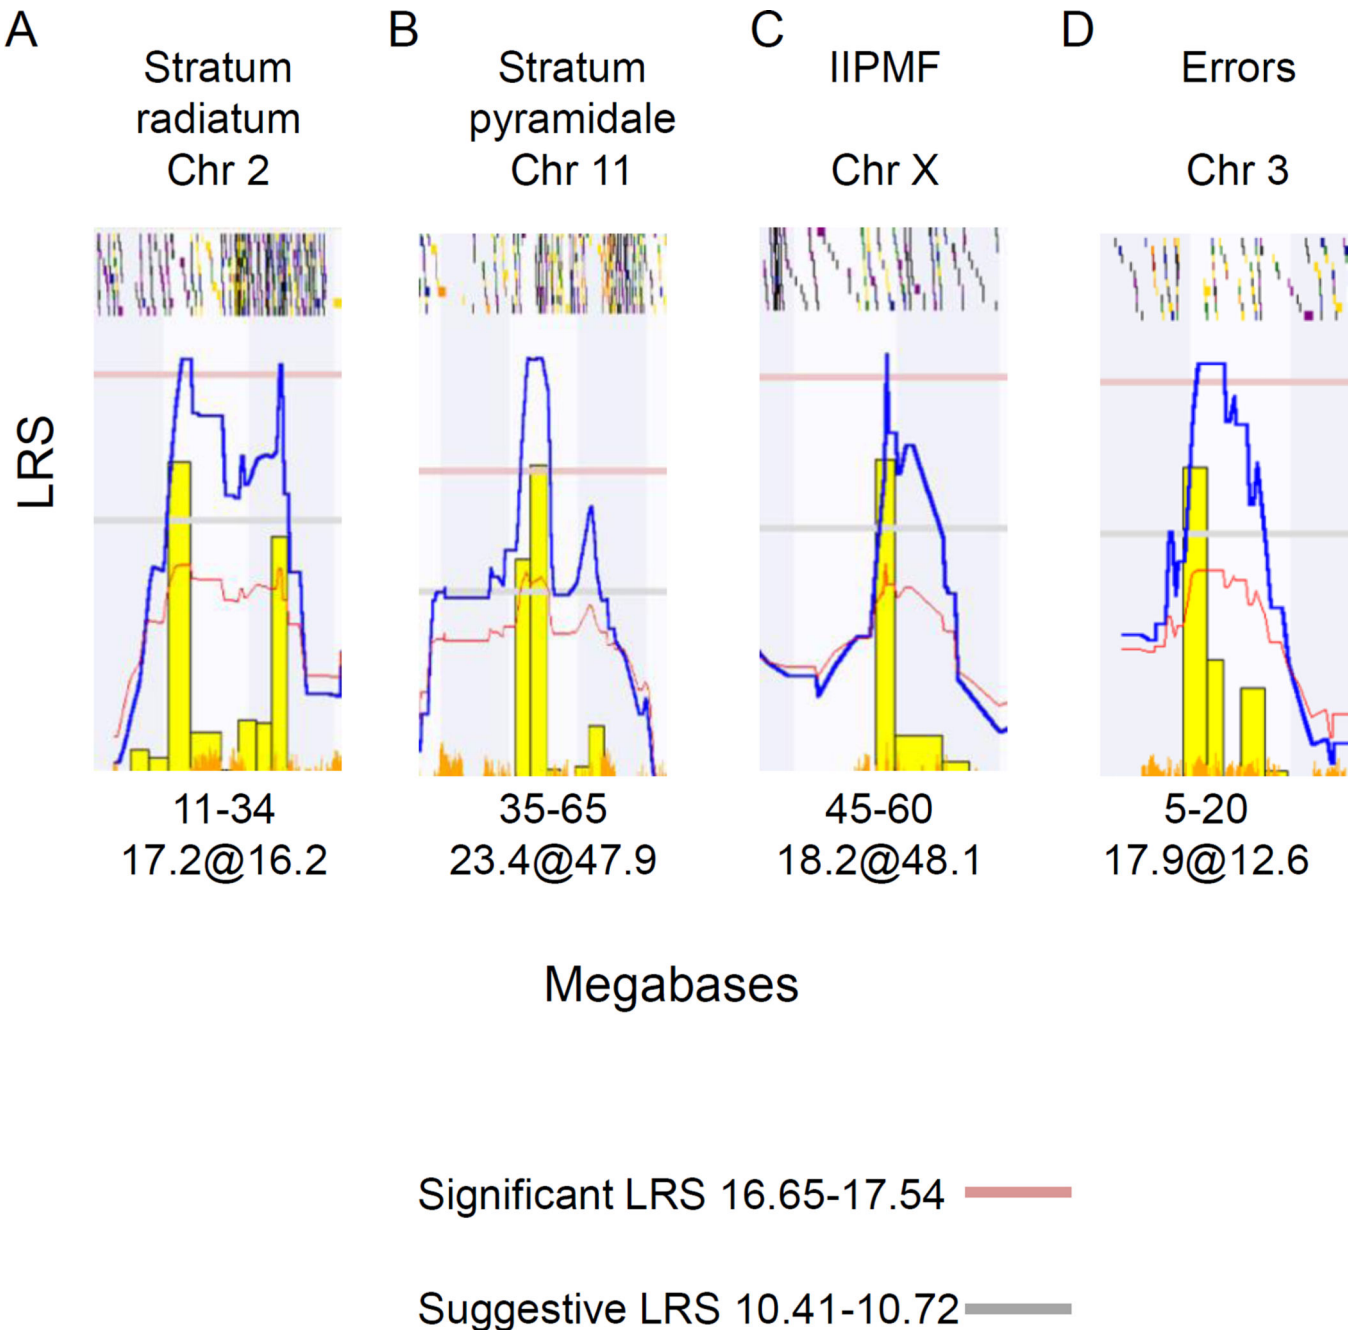 A
Stratum
radiatum
Chr 2
B
Stratum
pyramidale
Chr 11
C
IIPMF
Chr X
D
Errors
Chr 3
LRS
11-34
17.2@16.2
35-65
23.4@47.9
45-60
18.2@48.1
5-20
17.9@12.6
Megabases
Significant LRS 16.65-17.54
Suggestive LRS 10.41-10.72